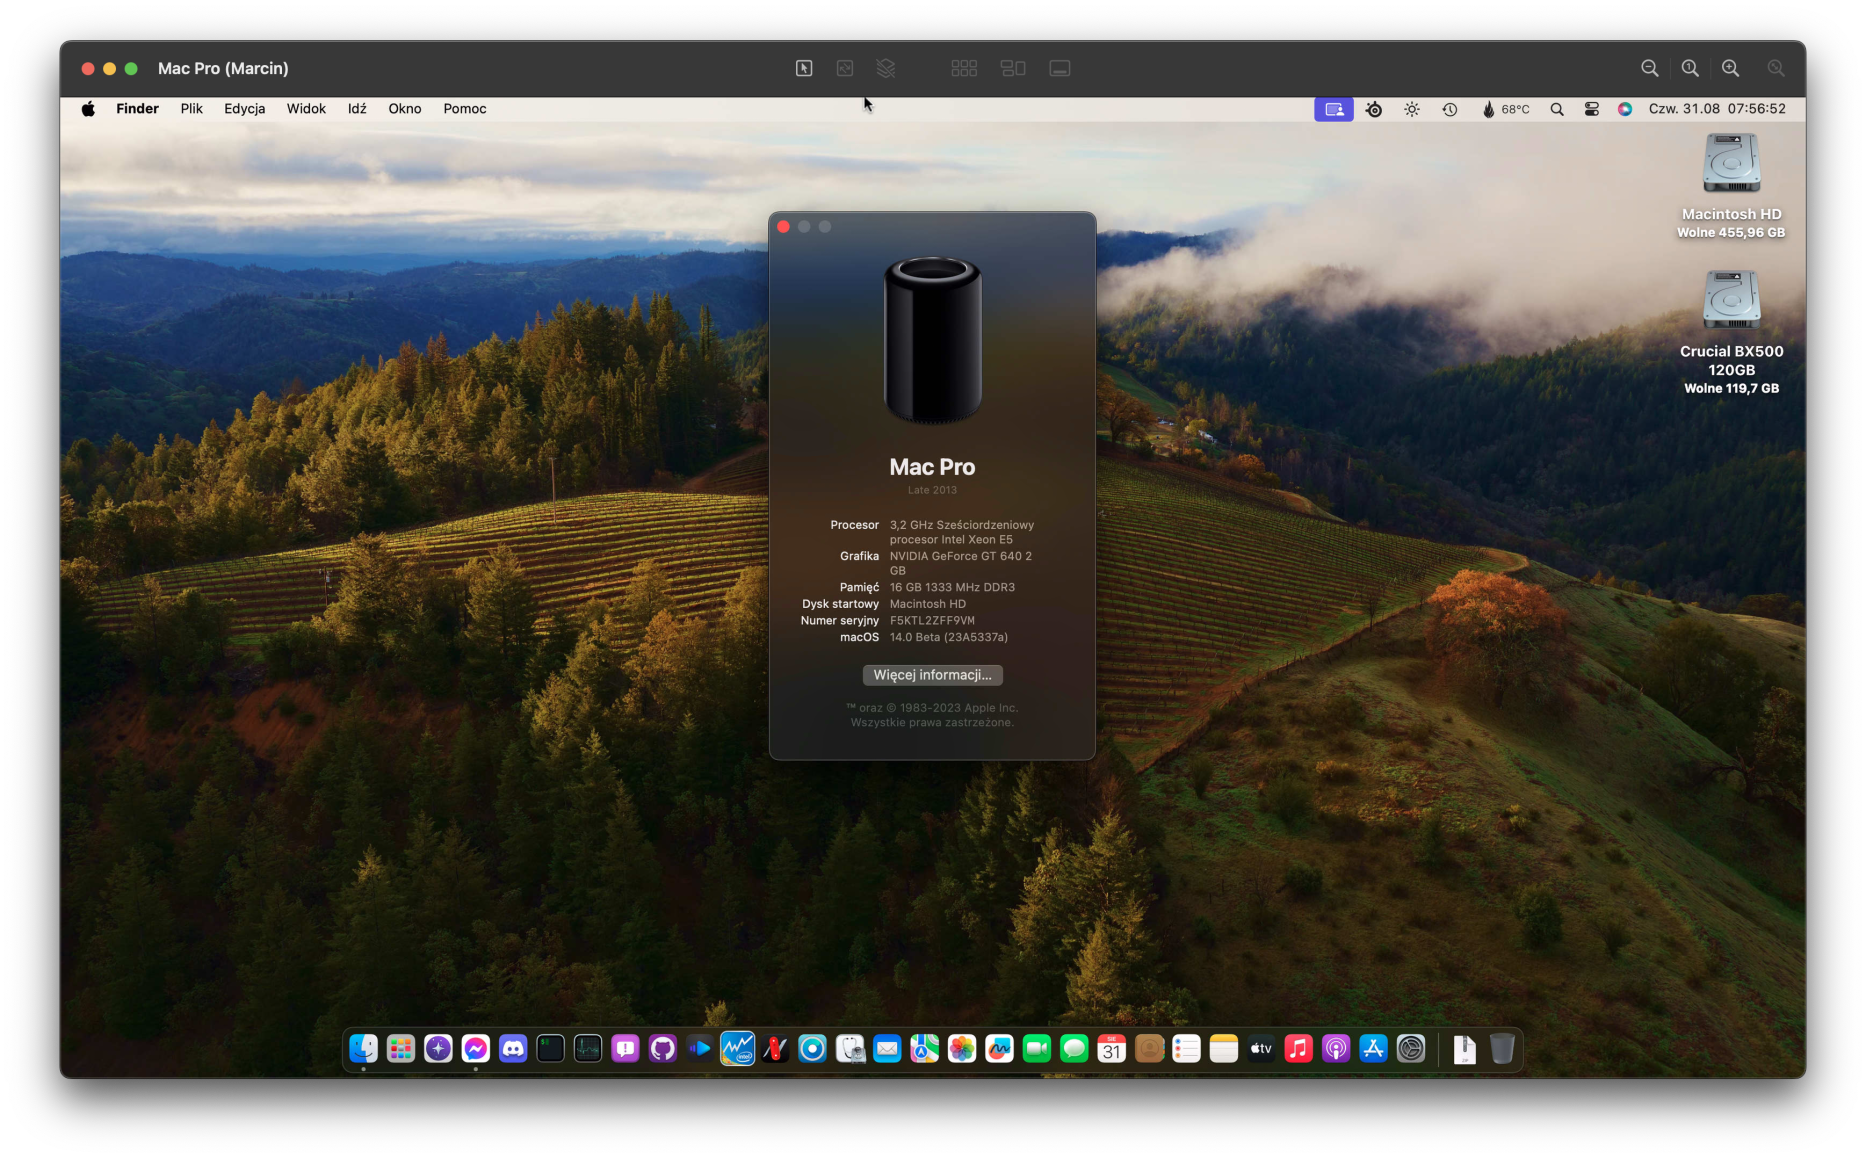 Mac Pro (Marcin)
Finder Plik Edycja Widok Idź Okno Pomoc
68°C
Czw. 31.08 07:56:52
Macintosh HD
Wolne 455,96 GB
Crucial BX500
120GB
Wolne 119,7 GB
Mac Pro
Late 2013
Procesor 3,2 GHz Sześciordzeniowy
procesor Intel Xeon E5
Grafika NVIDIA GeForce GT 640 2
GB
Pamięć 16 GB 1333 MHz DDR3
Dysk startowy Macintosh HD
Numer seryjny F5KTL2ZFF9VM
macOS 14.0 Beta (23A5337a)
Więcej informacji...
™ oraz © 1983-2023 Apple Inc.
Wszystkie prawa zastrzeżone.
SIE
31
tv